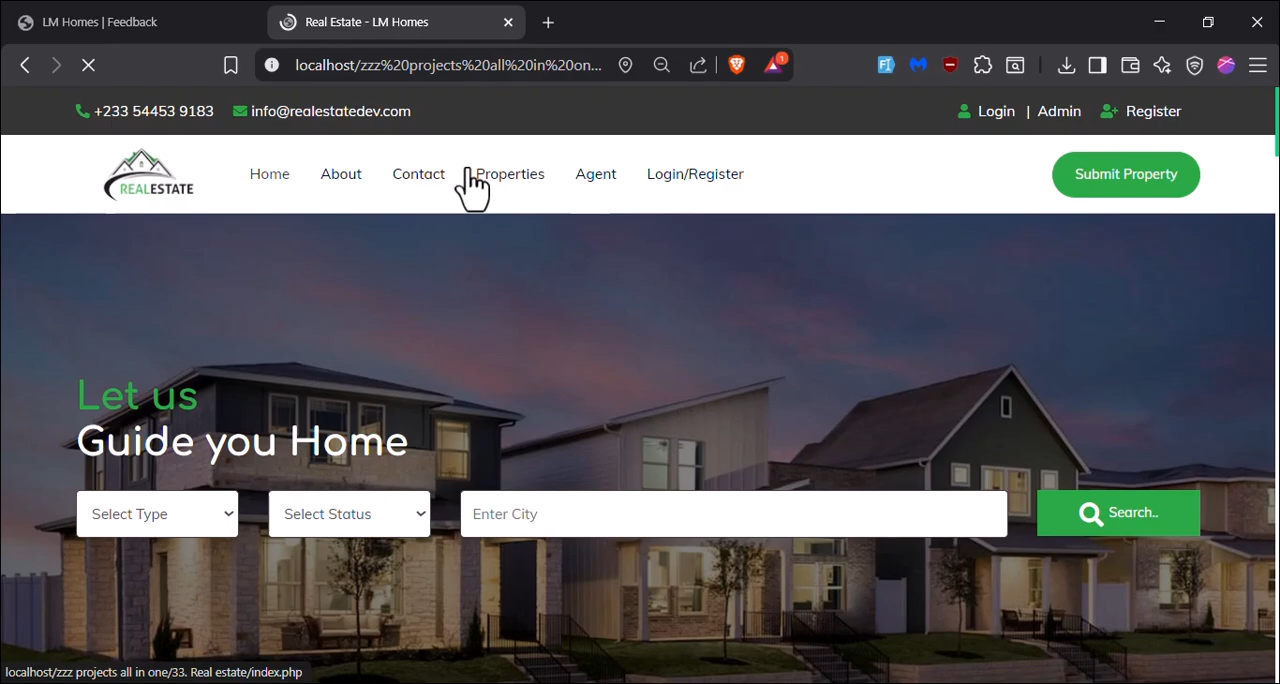 LM Homes | Feedback
Real Estate - LM Homes
localhost/zzz%20projects%20all%20in%20on...
1
+233 54453 9183 info@realestatedev.com Login | Admin Register
REALESTATE
Home About Contact Properties Agent Login/Register Submit Property
Let us
Guide you Home
Select Type Select Status Enter City Search..
localhost/zzz projects all in one/33. Real estate/index.php